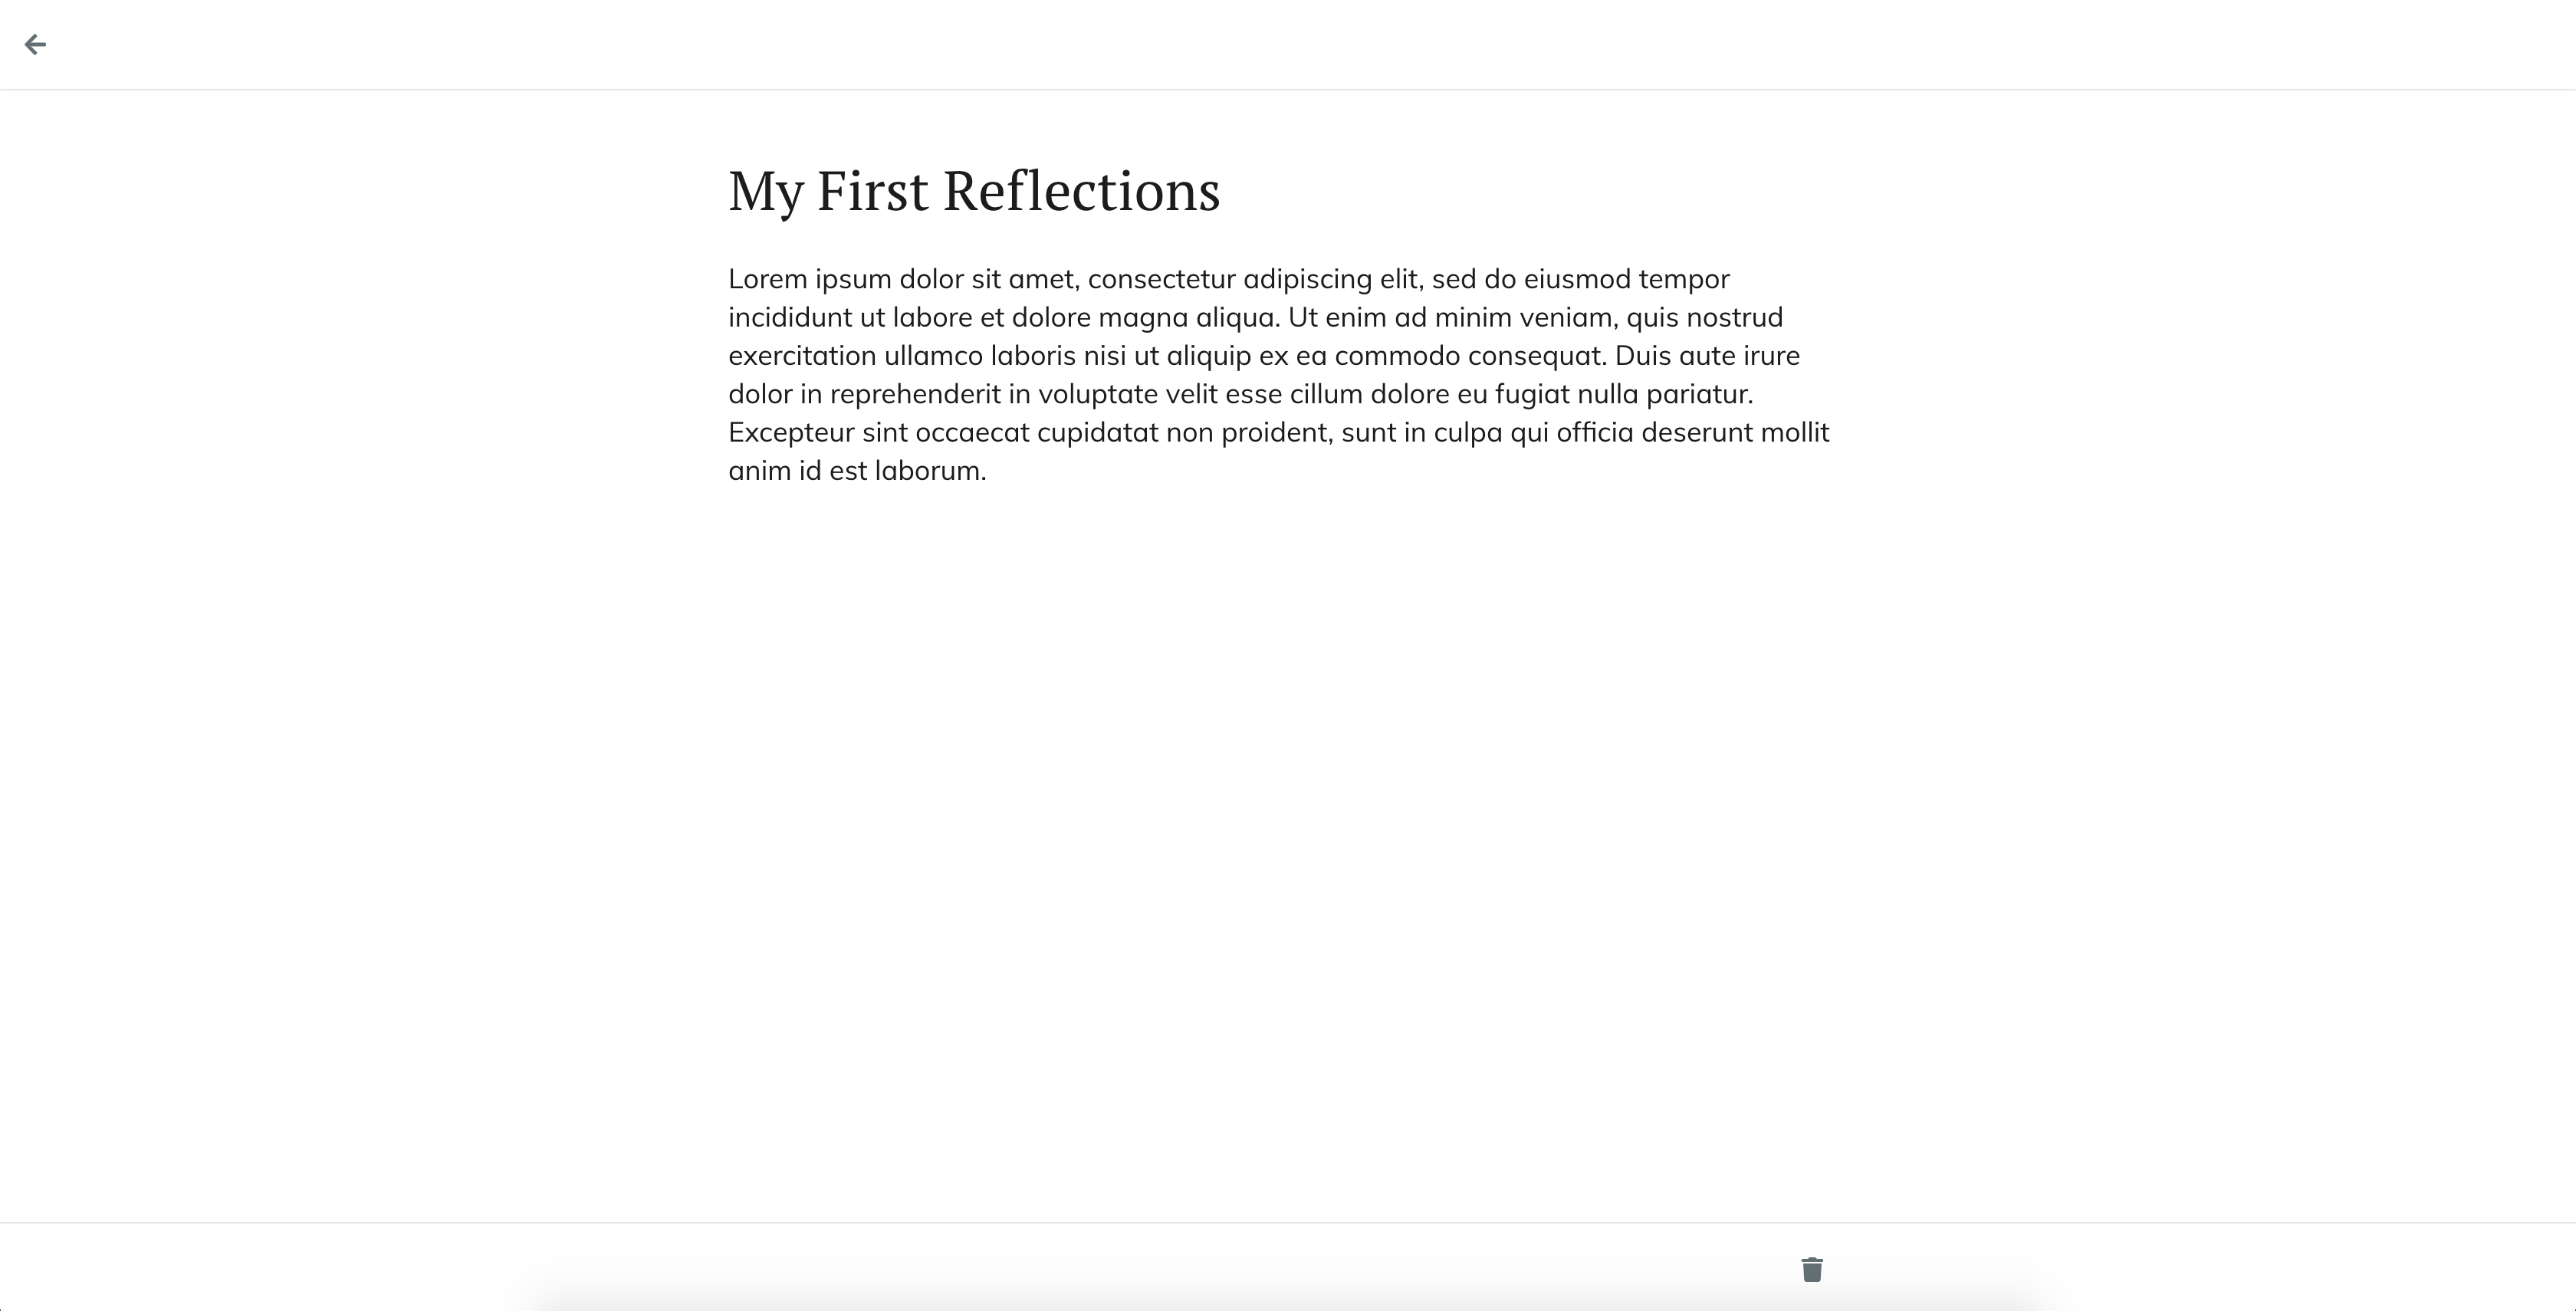 My First Reflections
Lorem ipsum dolor sit amet, consectetur adipiscing elit, sed do eiusmod tempor
incididunt ut labore et dolore magna aliqua. Ut enim ad minim veniam, quis nostrud
exercitation ullamco laboris nisi ut aliquip ex ea commodo consequat. Duis aute irure
dolor in reprehenderit in voluptate velit esse cillum dolore eu fugiat nulla pariatur.
Excepteur sint occaecat cupidatat non proident, sunt in culpa qui officia deserunt mollit
anim id est laborum.